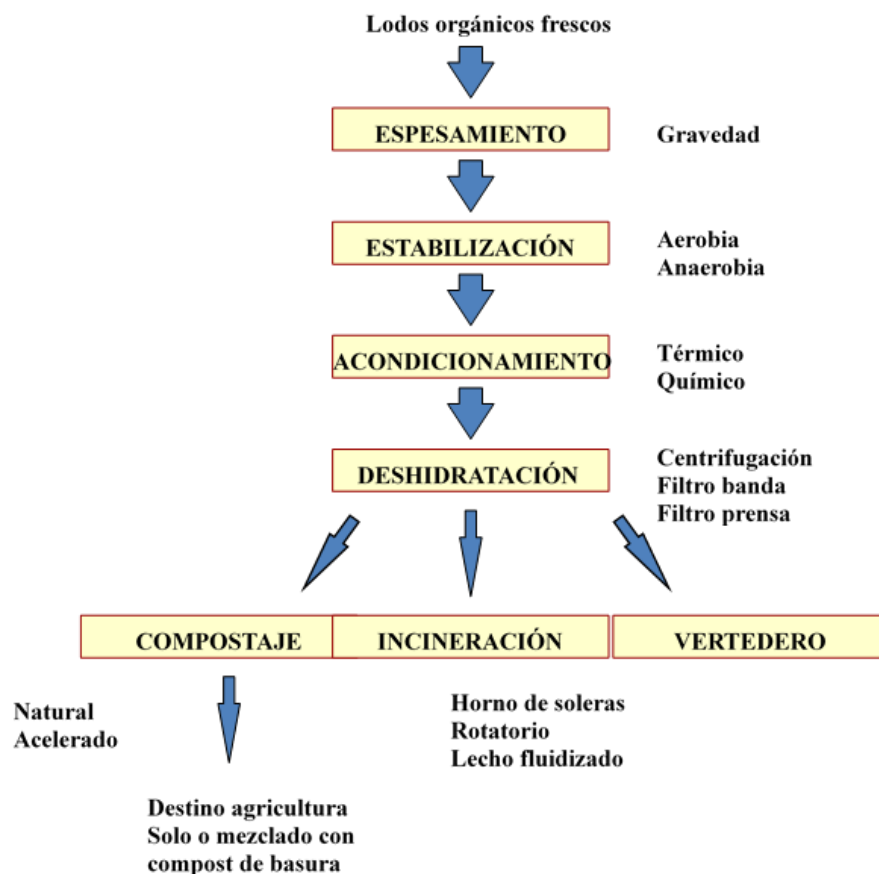 Lodos orgánicos frescos
ESPESAMIENTO
Gravedad
ESTABILIZACIÓN
Aerobia
Anaerobia
ACONDICIONAMIENTO
Térmico
Químico
DESHIDRATACIÓN
Centrifugación
Filtro banda
Filtro prensa
COMPOSTAJE
INCINERACIÓN
VERTEDERO
Natural
Acelerado
Horno de soleras
Rotatorio
Lecho fluidizado
Destino agricultura
Solo o mezclado con
compost de basura